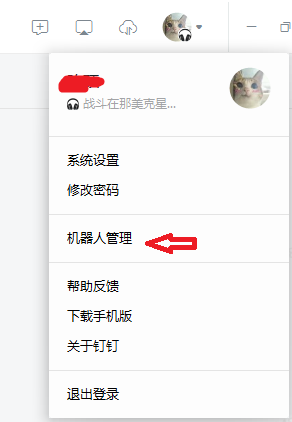 战斗在那美克星...
系统设置
修改密码
机器人管理
帮助反馈
下载手机版
关于钉钉
退出登录